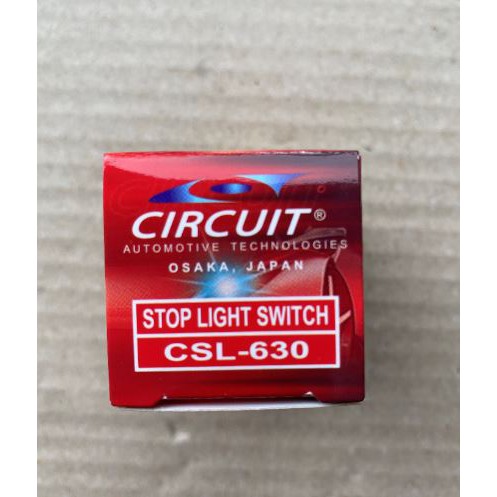 CIRCUIT®
AUTOMOTIVE TECHNOLOGIES
OSAKA, JAPAN
STOP LIGHT SWITCH
CSL-630